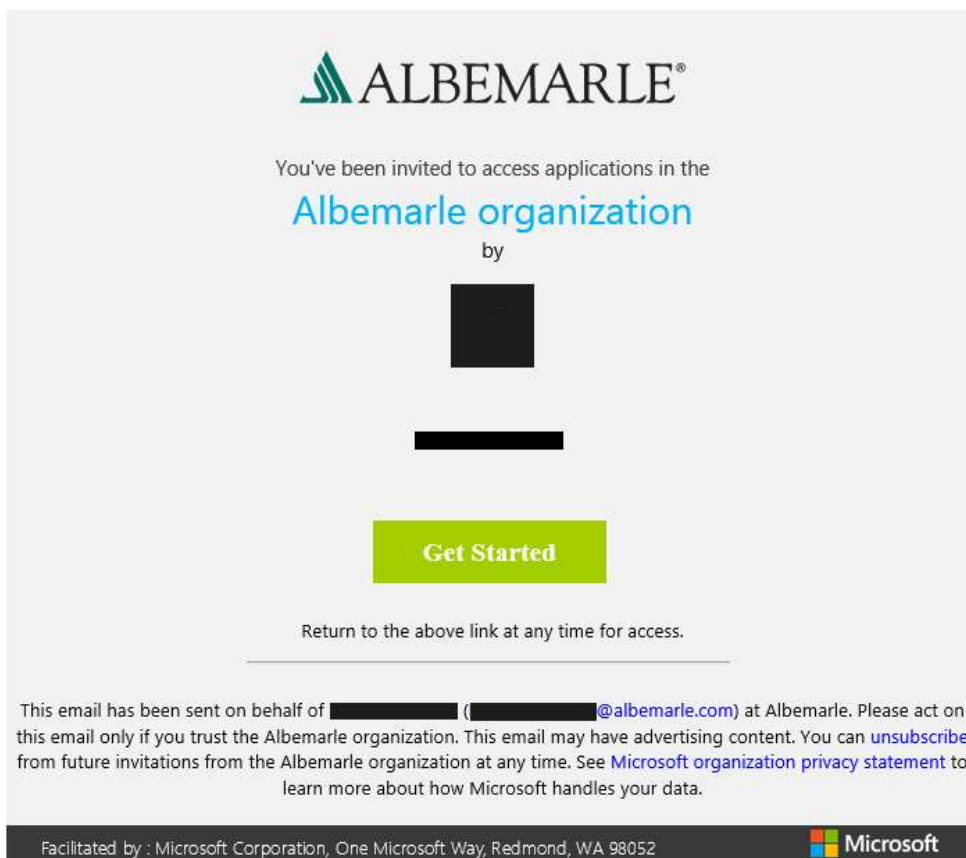 ALBEMARLE®
You've been invited to access applications in the
Albemarle organization
by
Get Started
Return to the above link at any time for access.
This email has been sent on behalf of ( @albemarle.com) at Albemarle. Please act on
this email only if you trust the Albemarle organization. This email may have advertising content. You can unsubscribe
from future invitations from the Albemarle organization at any time. See Microsoft organization privacy statement to
learn more about how Microsoft handles your data.
Facilitated by : Microsoft Corporation, One Microsoft Way, Redmond, WA 98052
Microsoft